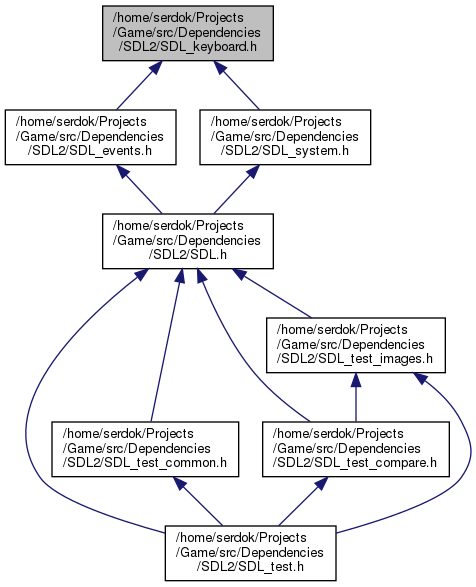 /home/serdok/Projects
/Game/src/Dependencies
/SDL2/SDL_keyboard.h
/home/serdok/Projects
/Game/src/Dependencies
/SDL2/SDL_events.h
/home/serdok/Projects
/Game/src/Dependencies
/SDL2/SDL_system.h
/home/serdok/Projects
/Game/src/Dependencies
/SDL2/SDL.h
/home/serdok/Projects
/Game/src/Dependencies
/SDL2/SDL_test_images.h
/home/serdok/Projects
/Game/src/Dependencies
/SDL2/SDL_test_common.h
/home/serdok/Projects
/Game/src/Dependencies
/SDL2/SDL_test_compare.h
/home/serdok/Projects
/Game/src/Dependencies
/SDL2/SDL_test.h